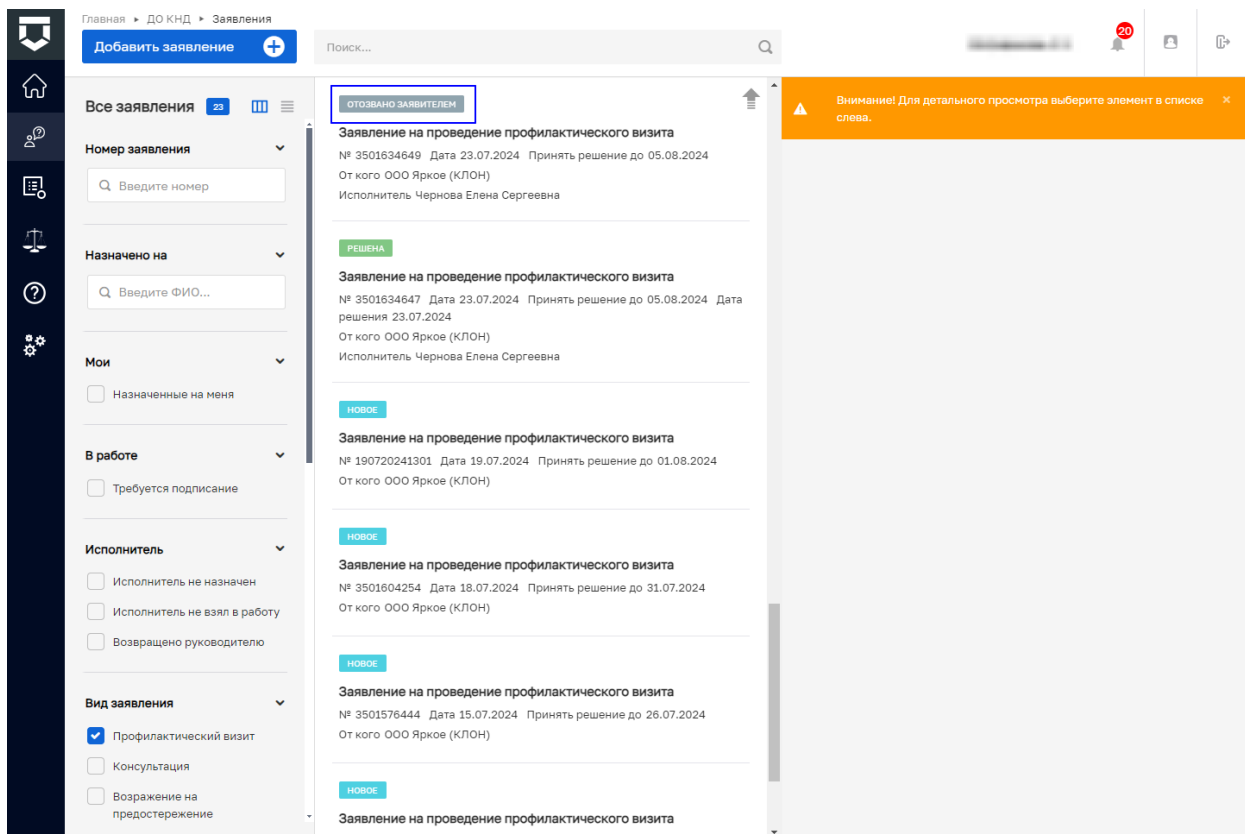 Главная ▸ ДО КНД ▸ Заявления
Добавить заявление
Поиск...
20
Все заявления 23
Номер заявления
Введите номер
Назначено на
Введите ФИО...
Мои
Назначенные на меня
В работе
Требуется подписание
Исполнитель
Исполнитель не назначен
Исполнитель не взял в работу
Возвращено руководителю
Вид заявления
Профилактический визит
Консультация
Возражение на
предостережение
ОТОЗВАНО ЗАЯВИТЕЛЕМ
Заявление на проведение профилактического визита
№ 3501634649 Дата 23.07.2024 Принять решение до 05.08.2024
От кого ООО Яркое (КЛОН)
Исполнитель Чернова Елена Сергеевна
РЕШЕНА
Заявление на проведение профилактического визита
№ 3501634647 Дата 23.07.2024 Принять решение до 05.08.2024 Дата
решения 23.07.2024
От кого ООО Яркое (КЛОН)
Исполнитель Чернова Елена Сергеевна
НОВОЕ
Заявление на проведение профилактического визита
№ 190720241301 Дата 19.07.2024 Принять решение до 01.08.2024
От кого ООО Яркое (КЛОН)
НОВОЕ
Заявление на проведение профилактического визита
№ 3501604254 Дата 18.07.2024 Принять решение до 31.07.2024
От кого ООО Яркое (КЛОН)
НОВОЕ
Заявление на проведение профилактического визита
№ 3501576444 Дата 15.07.2024 Принять решение до 26.07.2024
От кого ООО Яркое (КЛОН)
НОВОЕ
Заявление на проведение профилактического визита
Внимание! Для детального просмотра выберите элемент в списке
слева.